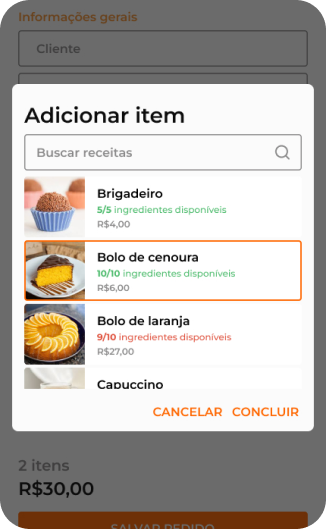 Informações gerais
Cliente
Adicionar item
Buscar receitas
Brigadeiro
5/5 ingredientes disponíveis
R$4,00
Bolo de cenoura
10/10 ingredientes disponíveis
R$6,00
Bolo de laranja
9/10 ingredientes disponíveis
R$27,00
Capuccino
CANCELAR CONCLUIR
2 itens
R$30,00
SALVAR PEDIDO